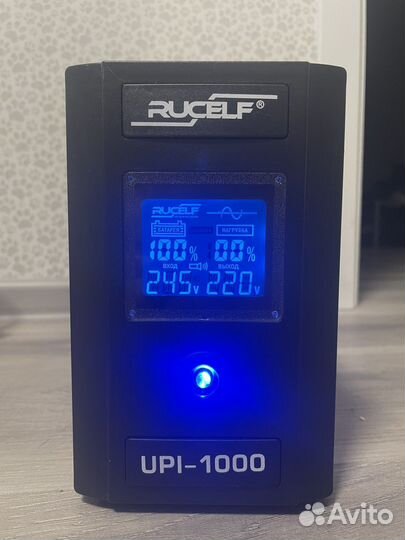 RUCELF®
RUCELF
БАТАРЕЯ НАГРУЗКА
100% 00%
ВХОД ВЫХОД
245V 220V
UPI-1000
Avito